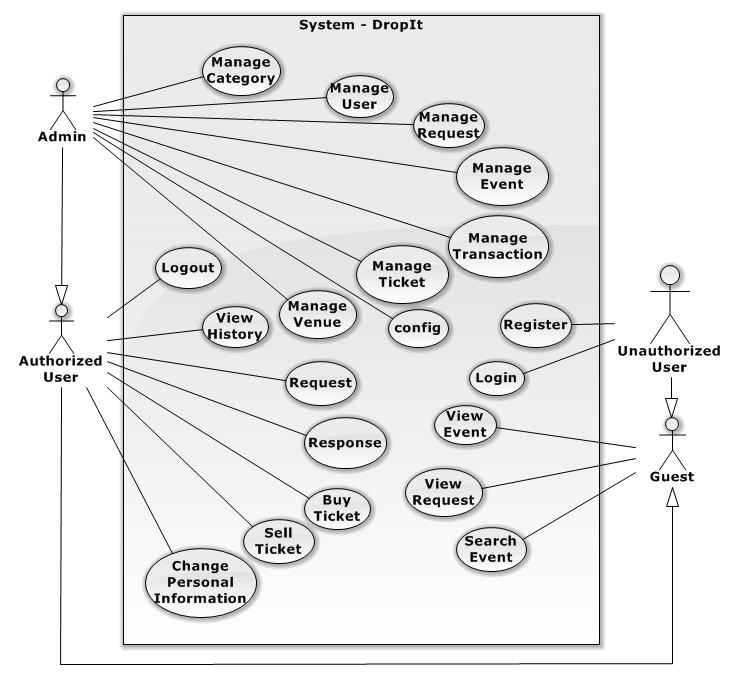 System - DropIt
Manage
Category
Manage
User
Manage
Request
Admin
Manage
Event
Manage
Transaction
Logout
Manage
Ticket
Manage
Venue
View
History
config
Register
Unauthorized
User
Authorized
User
Request
Login
View
Event
Response
Guest
View
Request
Buy
Ticket
Sell
Ticket
Search
Event
Change
Personal
Information